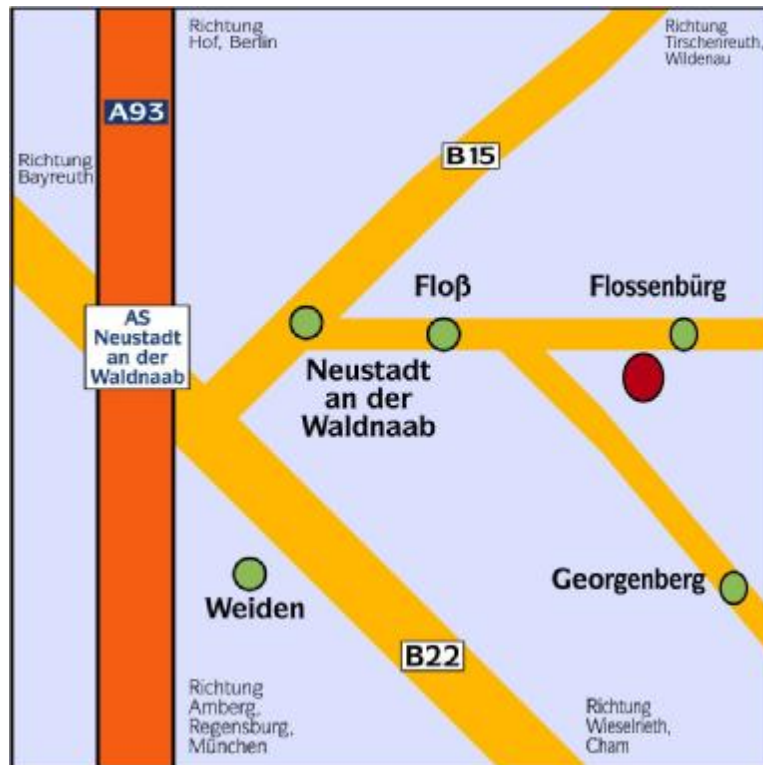 Richtung
Hof, Berlin
Richtung
Tirschenreuth,
Wildenau
A93
B15
Richtung
Bayreuth
Floβ
Flossenbürg
AS
Neustadt
an der
Waldnaab
Neustadt
an der
Waldnaab
Georgenberg
Weiden
B22
Richtung
Amberg,
Regensburg,
München
Richtung
Wieselrieth,
Cham